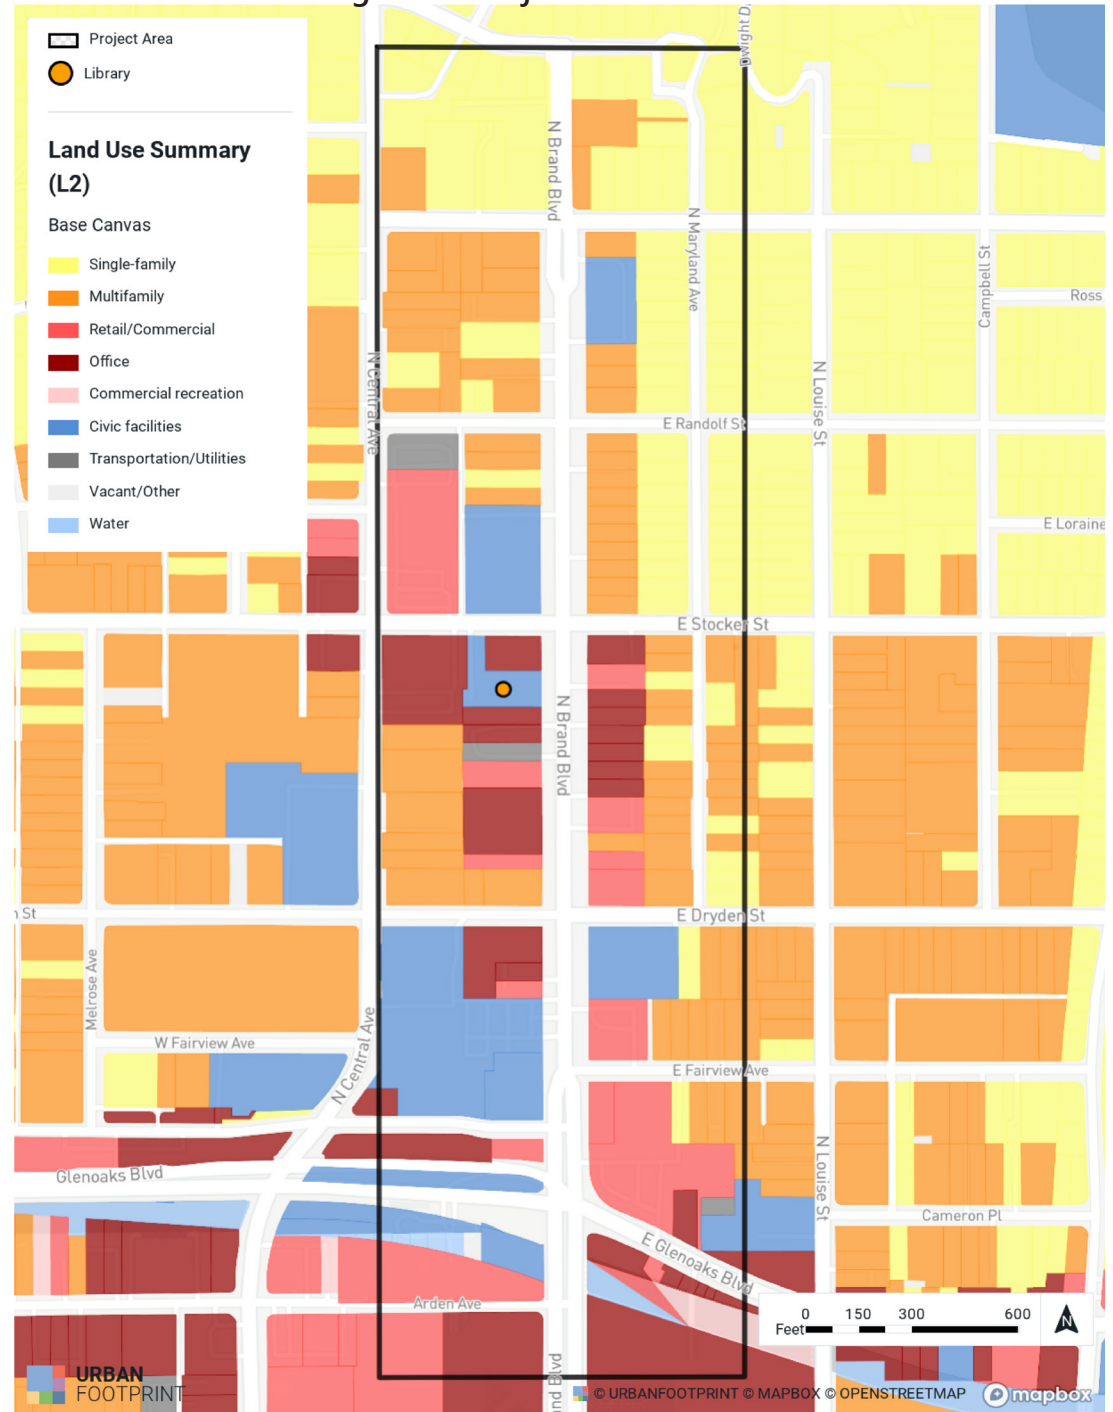 Project Area
Library
Land Use Summary
(L2)
Base Canvas
Single-family
Multifamily
Retail/Commercial
Office
Commercial recreation
Civic facilities
Transportation/Utilities
Vacant/Other
Water
Dwight D
N Brand Blvd
N Maryland Ave
Campbell St
Ross
N Central Ave
N Louise St
E Randolf St
E Loraine
E Stocker St
N Brand Blvd
St
E Dryden St
Melrose Ave
W Fairview Ave
N Central Ave
E Fairview Ave
N Louise St
Glenoaks Blvd
Cameron Pl
E Glenoaks Blvd
Arden Ave
Blvd
0 150 300 600
Feet
N
URBAN
FOOTPRINT
© URBANFOOTPRINT © MAPBOX © OPENSTREETMAP
mapbox